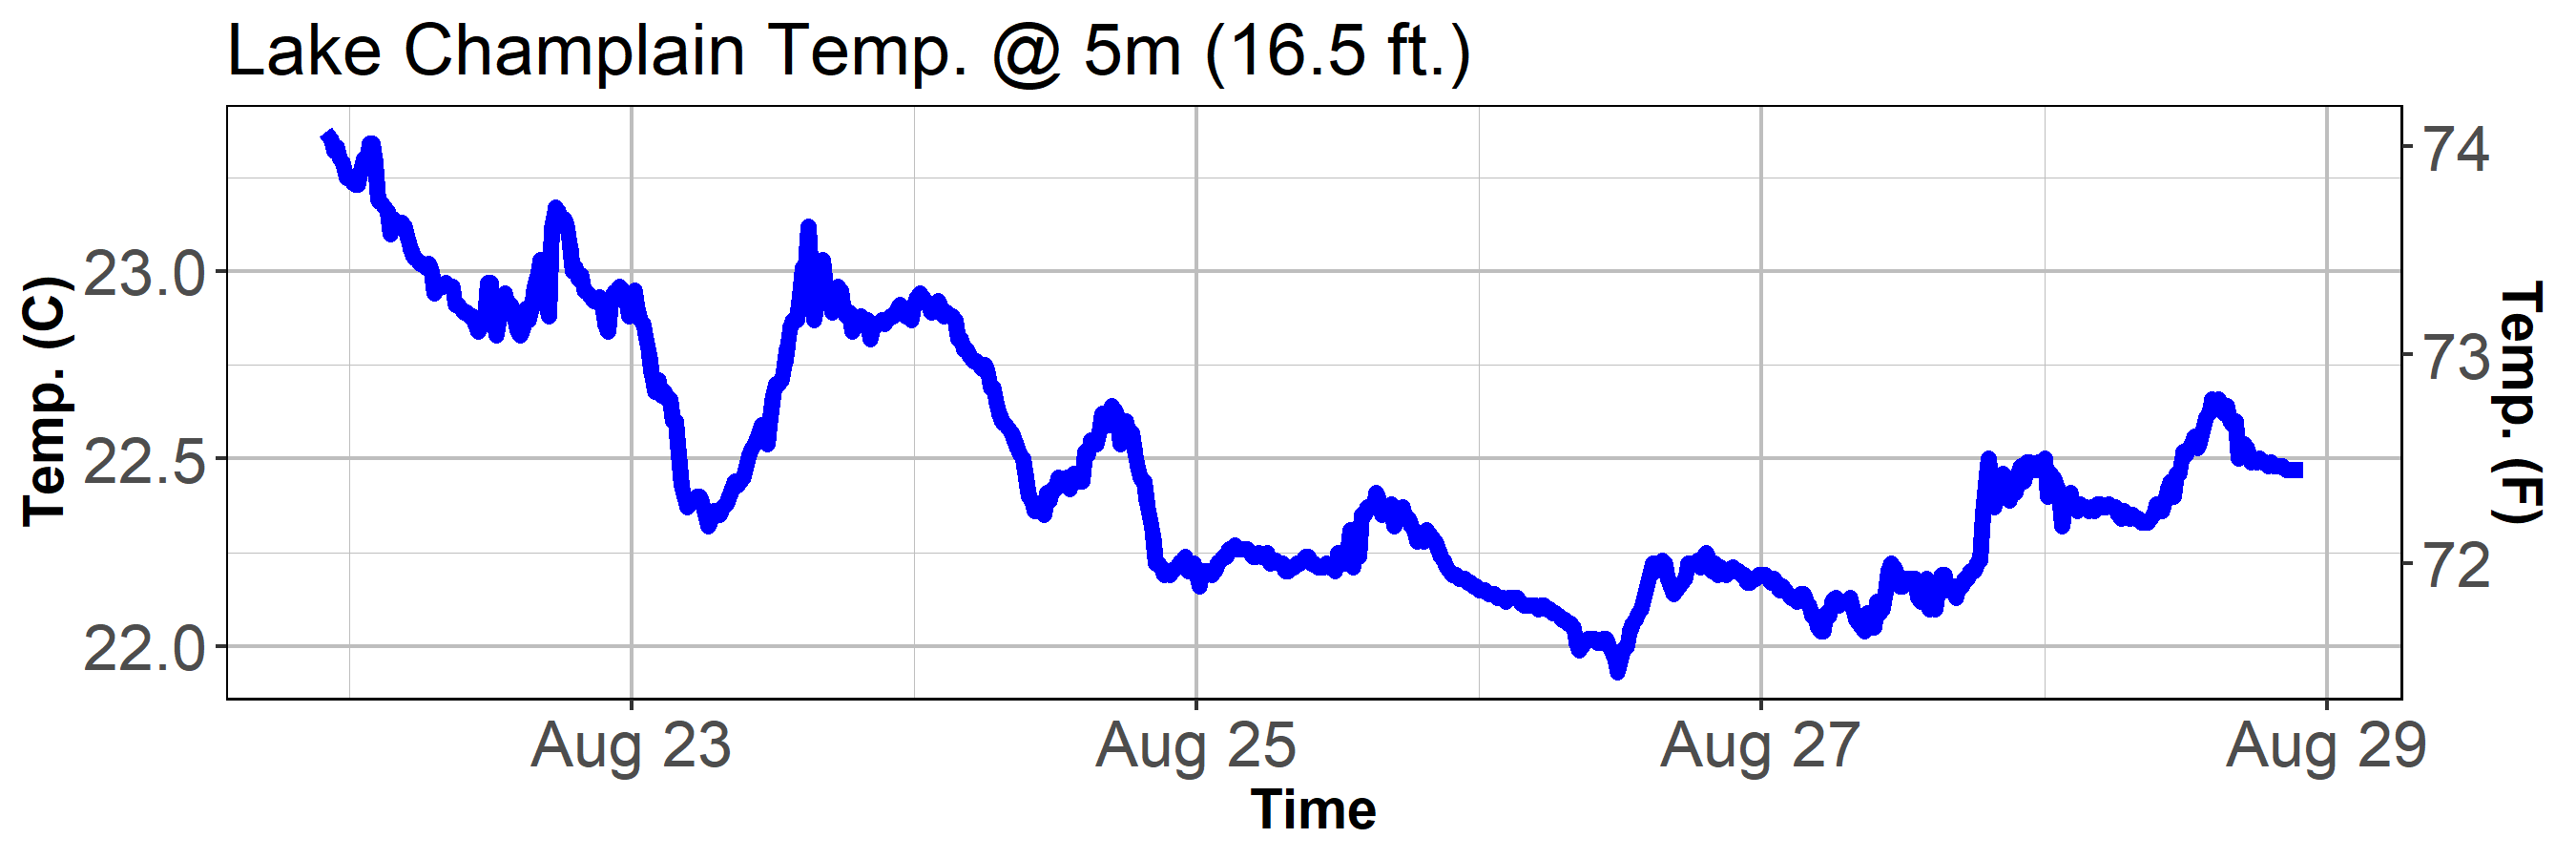 Lake Champlain Temp. @ 5m (16.5 ft.)
Temp. (C)
23.0
22.5
22.0
74
73
72
Temp. (F)
Aug 23 Aug 25 Aug 27 Aug 29
Time